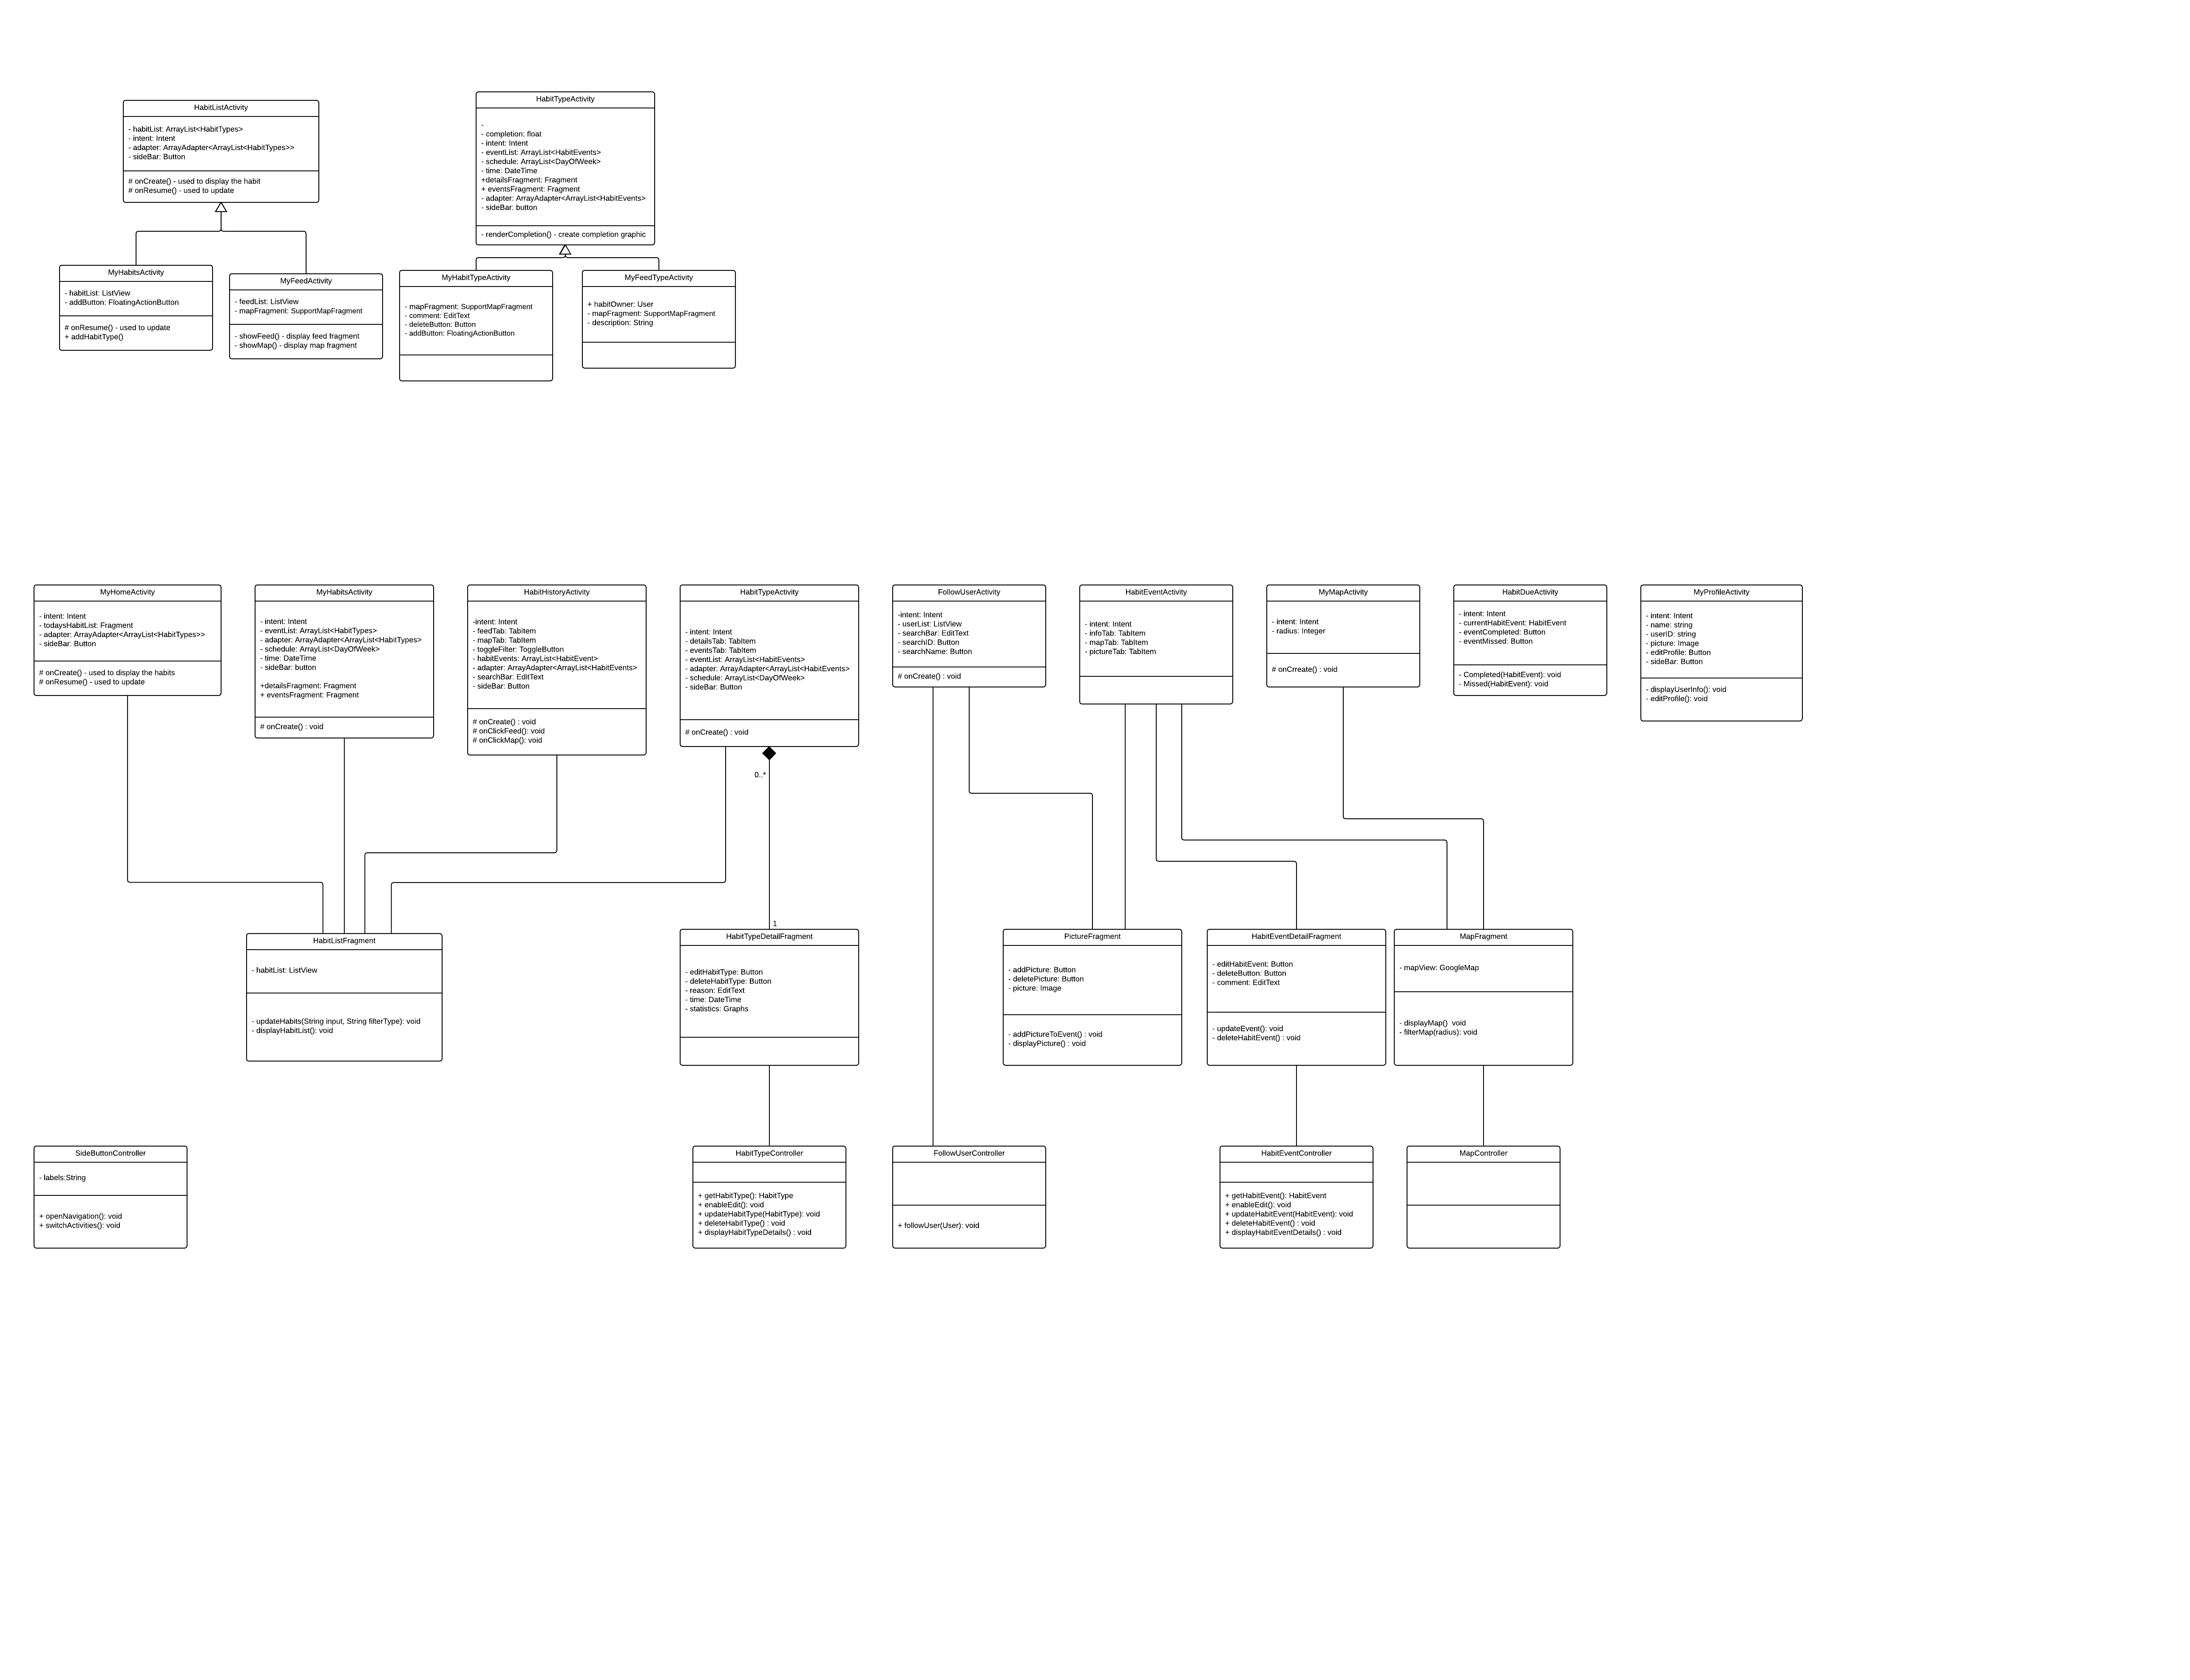 HabitListActivity
- habitList: ArrayList<HabitTypes>
- intent: Intent
- adapter: ArrayAdapter<ArrayList<HabitTypes>>
- sideBar: Button
# onCreate() - used to display the habit
# onResume() - used to update
HabitTypeActivity
-
- completion: float
- intent: Intent
- eventList: ArrayList<HabitEvents>
- schedule: ArrayList<DayOfWeek>
- time: DateTime
+detailsFragment: Fragment
+ eventsFragment: Fragment
- adapter: ArrayAdapter<ArrayList<HabitEvents>
- sideBar: button
- renderCompletion() - create completion graphic
MyHabitsActivity
- habitList: ListView
- addButton: FloatingActionButton
# onResume() - used to update
+ addHabitType()
MyFeedActivity
- feedList: ListView
- mapFragment: SupportMapFragment
- showFeed() - display feed fragment
- showMap() - display map fragment
MyHabitTypeActivity
- mapFragment: SupportMapFragment
- comment: EditText
- deleteButton: Button
- addButton: FloatingActionButton
MyFeedTypeActivity
+ habitOwner: User
- mapFragment: SupportMapFragment
- description: String
MyHomeActivity
- intent: Intent
- todaysHabitList: Fragment
- adapter: ArrayAdapter<ArrayList<HabitTypes>>
- sideBar: Button
# onCreate() - used to display the habits
# onResume() - used to update
MyHabitsActivity
- intent: Intent
- eventList: ArrayList<HabitTypes>
- adapter: ArrayAdapter<ArrayList<HabitTypes>
- schedule: ArrayList<DayOfWeek>
- time: DateTime
- sideBar: button
+detailsFragment: Fragment
+ eventsFragment: Fragment
# onCreate() : void
HabitHistoryActivity
-intent: Intent
- feedTab: TabItem
- mapTab: TabItem
- toggleFilter: ToggleButton
- habitEvents: ArrayList<HabitEvent>
- adapter: ArrayAdapter<ArrayList<HabitEvents>
- searchBar: EditText
- sideBar: Button
# onCreate() : void
# onClickFeed(): void
# onClickMap(): void
HabitTypeActivity
- intent: Intent
- detailsTab: TabItem
- eventsTab: TabItem
- eventList: ArrayList<HabitEvents>
- adapter: ArrayAdapter<ArrayList<HabitEvents>
- schedule: ArrayList<DayOfWeek>
- sideBar: Button
# onCreate() : void
FollowUserActivity
-intent: Intent
- userList: ListView
- searchBar: EditText
- searchID: Button
- searchName: Button
# onCreate() : void
HabitEventActivity
- intent: Intent
- infoTab: TabItem
- mapTab: TabItem
- pictureTab: TabItem
MyMapActivity
- intent: Intent
- radius: Integer
# onCrreate() : void
HabitDueActivity
- intent: Intent
- currentHabitEvent: HabitEvent
- eventCompleted: Button
- eventMissed: Button
- Completed(HabitEvent): void
- Missed(HabitEvent): void
MyProfileActivity
- intent: Intent
- name: string
- userID: string
- picture: Image
- editProfile: Button
- sideBar: Button
- displayUserInfo(): void
- editProfile(): void
0..*
1
HabitListFragment
- habitList: ListView
- updateHabits(String input, String filterType): void
- displayHabitList(): void
HabitTypeDetailFragment
- editHabitType: Button
- deleteHabitType: Button
- reason: EditText
- time: DateTime
- statistics: Graphs
PictureFragment
- addPicture: Button
- deletePicture: Button
- picture: Image
- addPictureToEvent() : void
- displayPicture() : void
HabitEventDetailFragment
- editHabitEvent: Button
- deleteButton: Button
- comment: EditText
- updateEvent(): void
- deleteHabitEvent() : void
MapFragment
- mapView: GoogleMap
- displayMap() void
- filterMap(radius): void
SideButtonController
- labels:String
+ openNavigation(): void
+ switchActivities(): void
HabitTypeController
+ getHabitType(): HabitType
+ enableEdit(): void
+ updateHabitType(HabitType): void
+ deleteHabitType() : void
+ displayHabitTypeDetails() : void
FollowUserController
+ followUser(User): void
HabitEventController
+ getHabitEvent(): HabitEvent
+ enableEdit(): void
+ updateHabitEvent(HabitEvent): void
+ deleteHabitEvent() : void
+ displayHabitEventDetails() : void
MapController